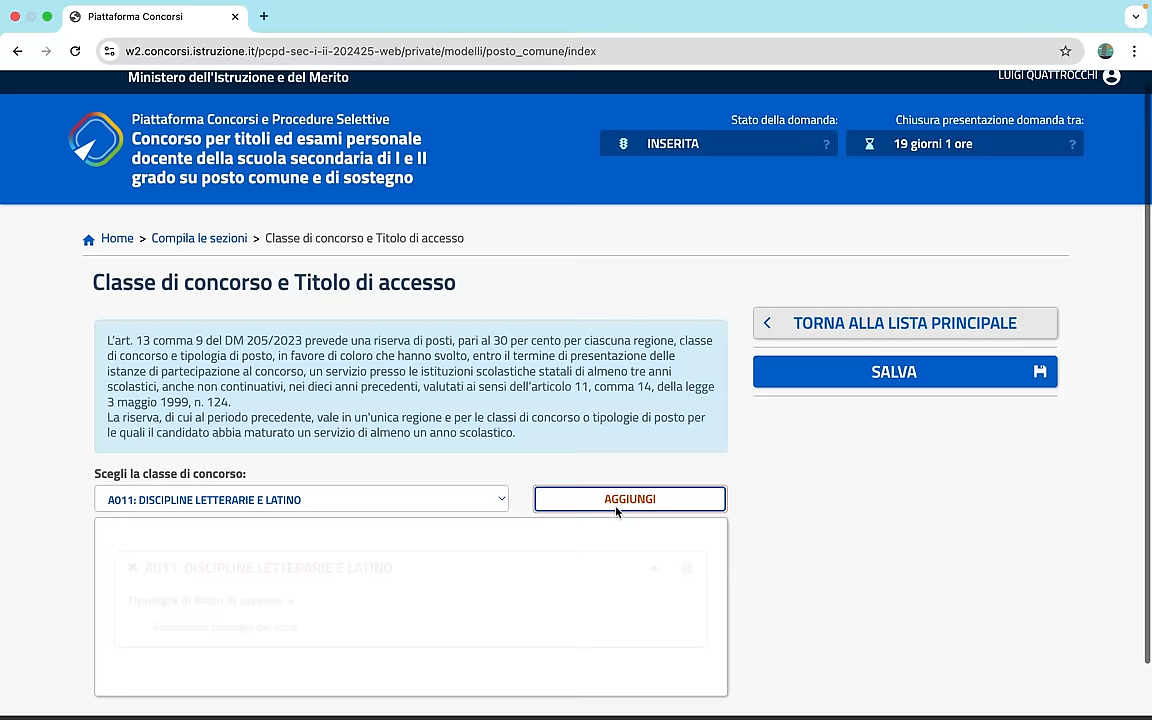 Piattaforma Concorsi
w2.concorsi.istruzione.it/pcpd-sec-i-ii-202425-web/private/modelli/posto_comune/index
Ministero dell'Istruzione e del Merito
LUIGI QUATTROCCHI
Piattaforma Concorsi e Procedure Selettive
Concorso per titoli ed esami personale
docente della scuola secondaria di I e II
grado su posto comune e di sostegno
Stato della domanda:
INSERITA ?
Chiusura presentazione domanda tra:
19 giorni 1 ore ?
Home > Compila le sezioni > Classe di concorso e Titolo di accesso
Classe di concorso e Titolo di accesso
L'art. 13 comma 9 del DM 205/2023 prevede una riserva di posti, pari al 30 per cento per ciascuna regione, classe
di concorso e tipologia di posto, in favore di coloro che hanno svolto, entro il termine di presentazione delle
istanze di partecipazione al concorso, un servizio presso le istituzioni scolastiche statali di almeno tre anni
scolastici, anche non continuativi, nei dieci anni precedenti, valutati ai sensi dell'articolo 11, comma 14, della legge
3 maggio 1999, n. 124.
La riserva, di cui al periodo precedente, vale in un'unica regione e per le classi di concorso o tipologie di posto per
le quali il candidato abbia maturato un servizio di almeno un anno scolastico.
TORNA ALLA LISTA PRINCIPALE
SALVA
Scegli la classe di concorso:
A011: DISCIPLINE LETTERARIE E LATINO
AGGIUNGI
A011: DISCIPLINE LETTERARIE E LATINO
Tipologia di titolo di accesso